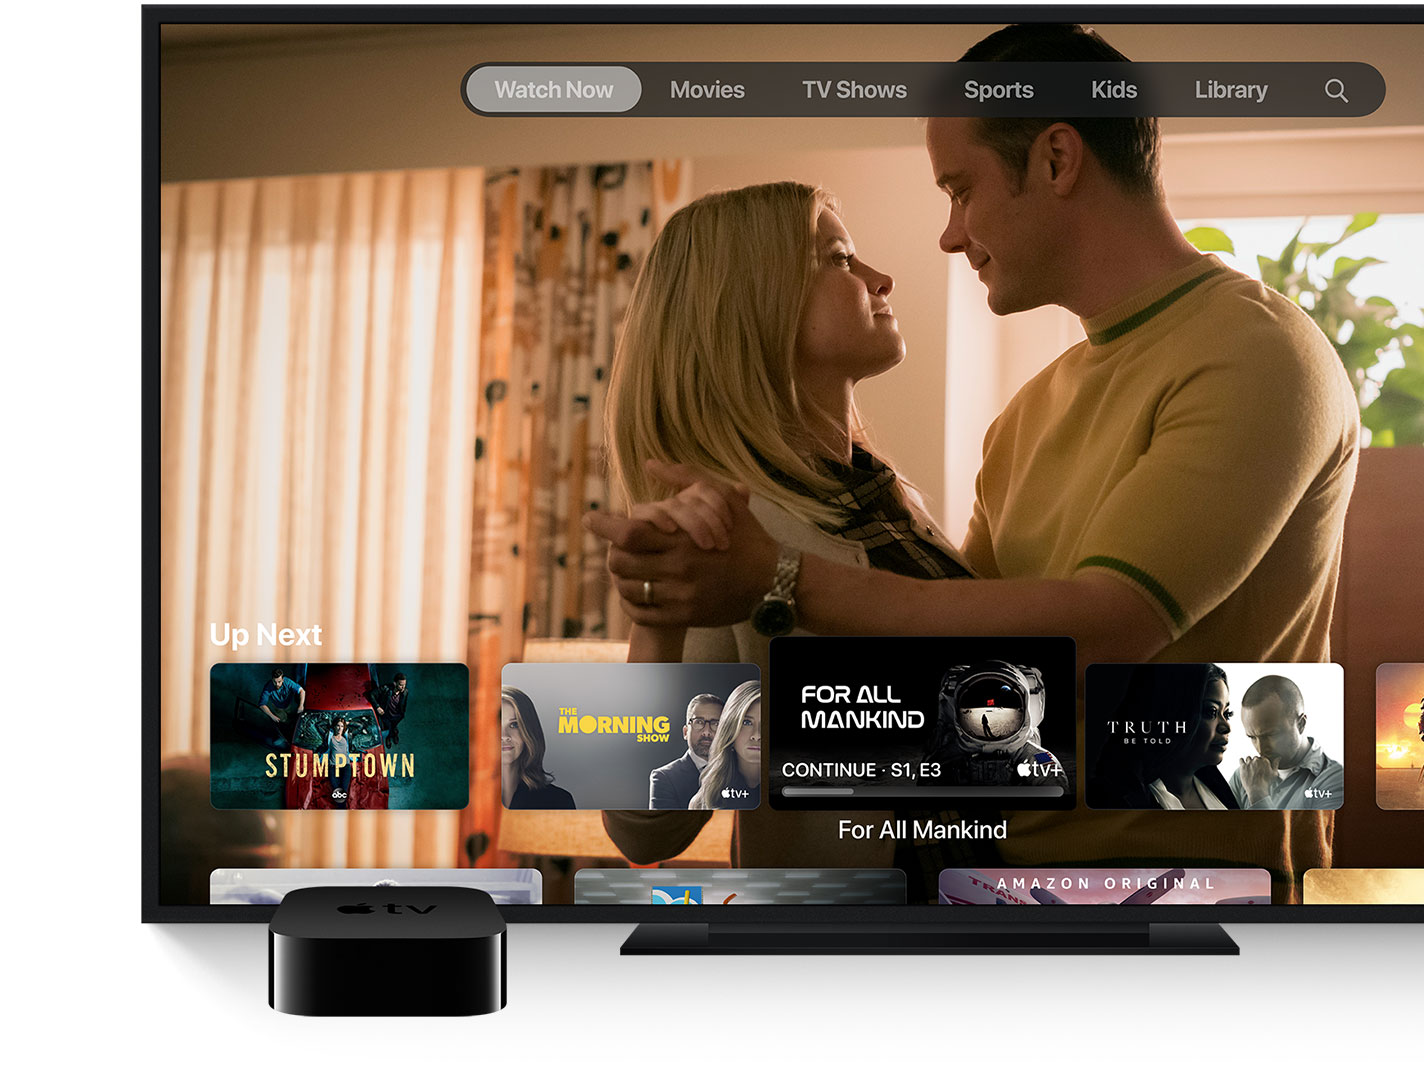 Watch Now
Movies
TV Shows
Sports
Kids
Library
Up Next
STUMPTOWN
abc
THE
MORNING
SHOW
tv+
FOR ALL
MANKIND
CONTINUE · S1, E3
tv+
TRUTH
BE TOLD
tv+
For All Mankind
TRANS
AMAZON ORIGINAL
tv